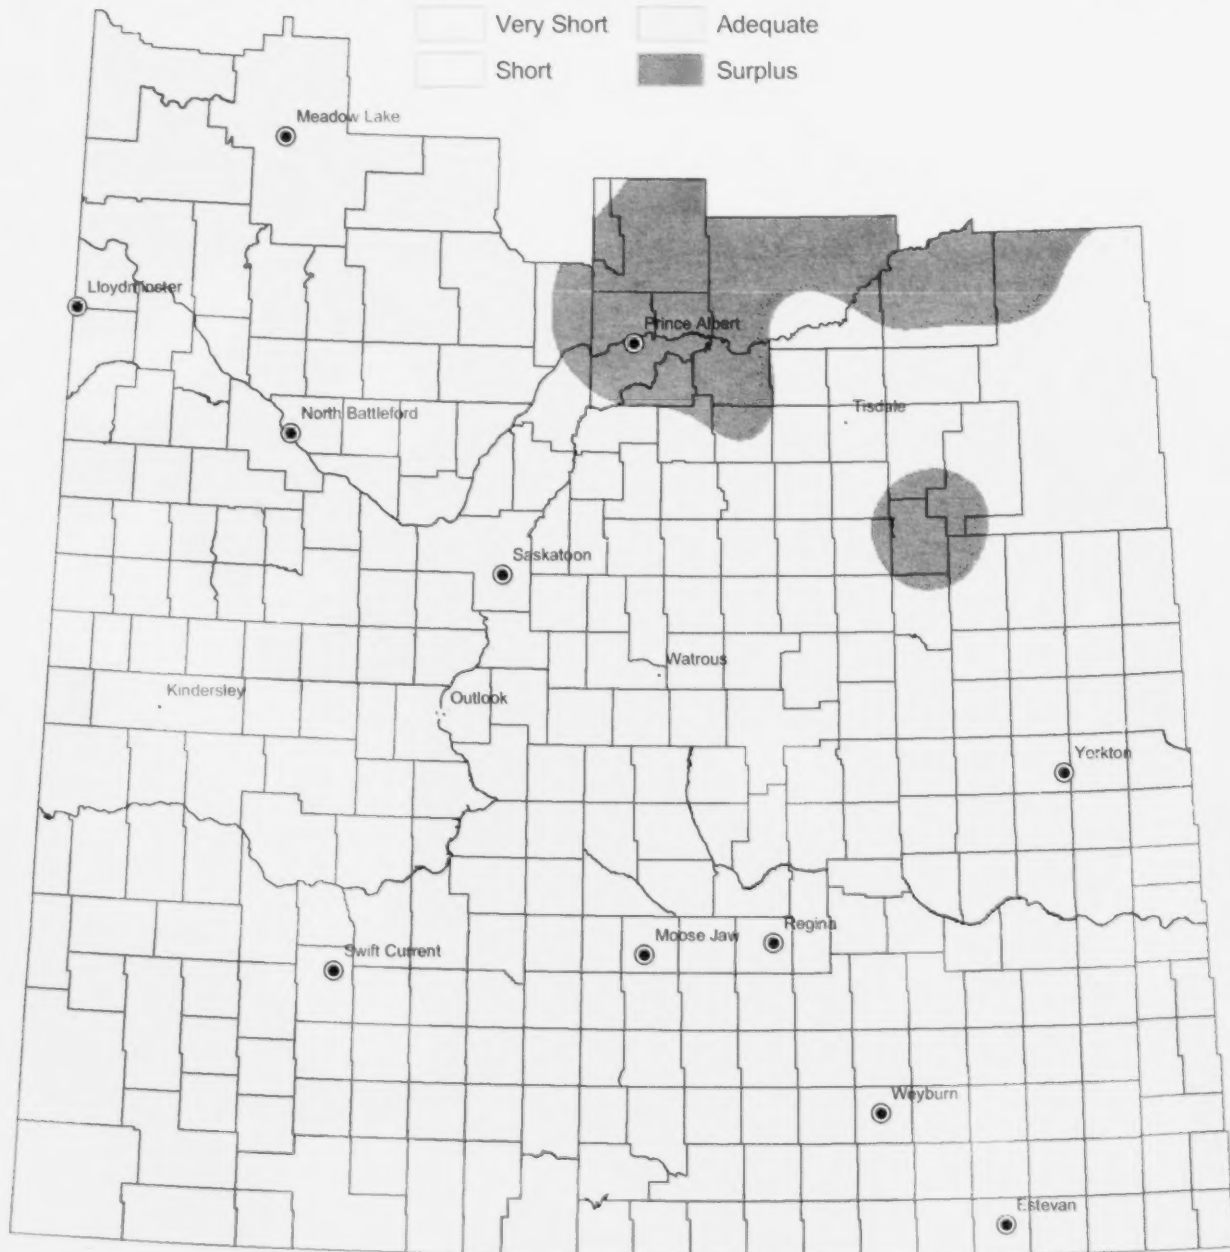 Very Short Adequate
Short Surplus
Meadow Lake
Lloydminster
Prince Albert
North Battleford
Tisdale
Saskatoon
Watrous
Kindersley
Outlook
Yorkton
Regina
Moose Jaw
Swift Current
Weyburn
Estevan